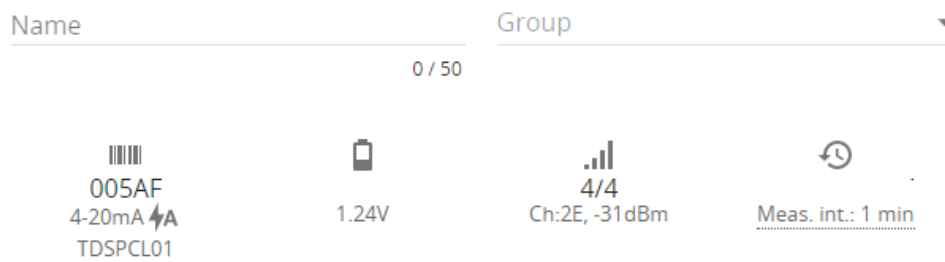 Name
Group
0 / 50
005AF
4/4
4-20mA A
1.24V
Ch:2E, -31dBm
Meas. int.: 1 min
TDSPCL01